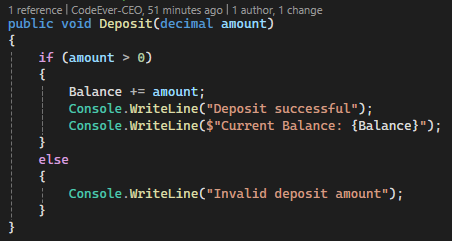 1 reference | CodeEver-CEO, 51 minutes ago | 1 author, 1 change
public void Deposit(decimal amount)
{
    if (amount > 0)
    {
        Balance += amount;
        Console.WriteLine("Deposit successful");
        Console.WriteLine($"Current Balance: {Balance}");
    }
    else
    {
        Console.WriteLine("Invalid deposit amount");
    }
}